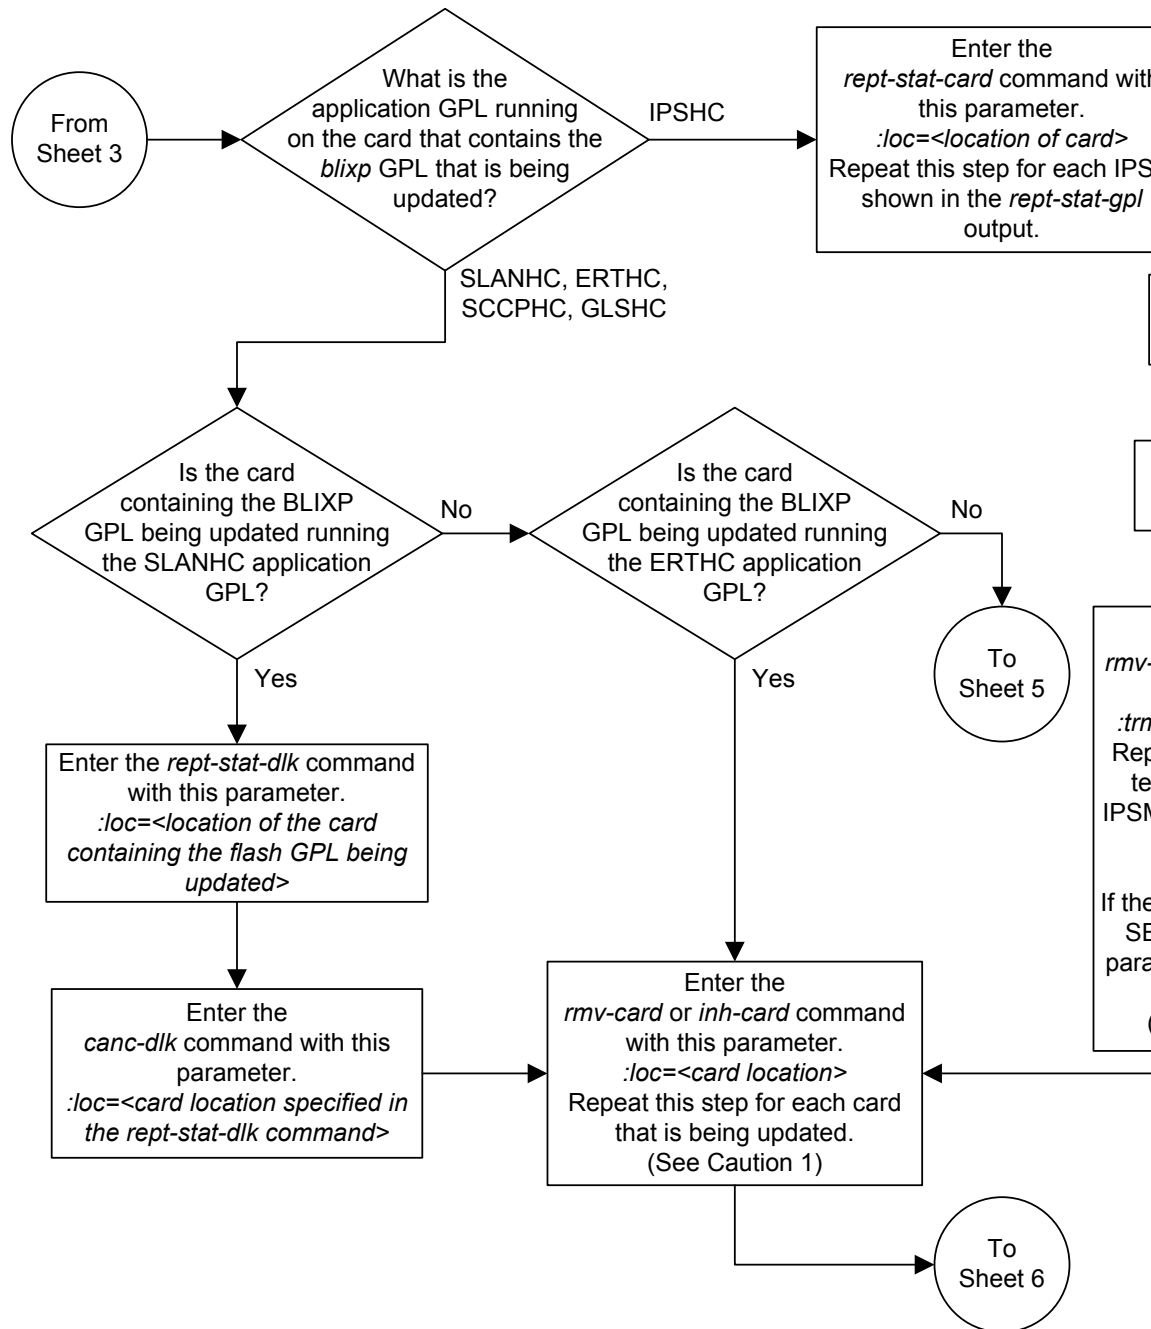 From
Sheet 3
What is the
application GPL running
on the card that contains the
blixp GPL that is being
updated?
IPSHC
Enter the
rept-stat-card command with
this parameter.
:loc=<location of card>
Repeat this step for each
shown in the rept-stat-gpl
output.
SLANHC, ERTHC,
SCCPHC, GLSHC
Is the card
containing the BLIXP
GPL being updated running
the SLANHC application
GPL?
No
Is the card
containing the BLIXP
GPL being updated running
the ERTHC application
GPL?
No
To
Sheet 5
Yes
Yes
Enter the rept-stat-dlk command
with this parameter.
:loc=<location of the card
containing the flash GPL being
updated>
Enter the
canc-dlk command with this
parameter.
:loc=<card location specified in
the rept-stat-dlk command>
Enter the
rmv-card or inh-card command
with this parameter.
:loc=<card location>
Repeat this step for each card
that is being updated.
(See Caution 1)
rmv-
If the
To
Sheet 6